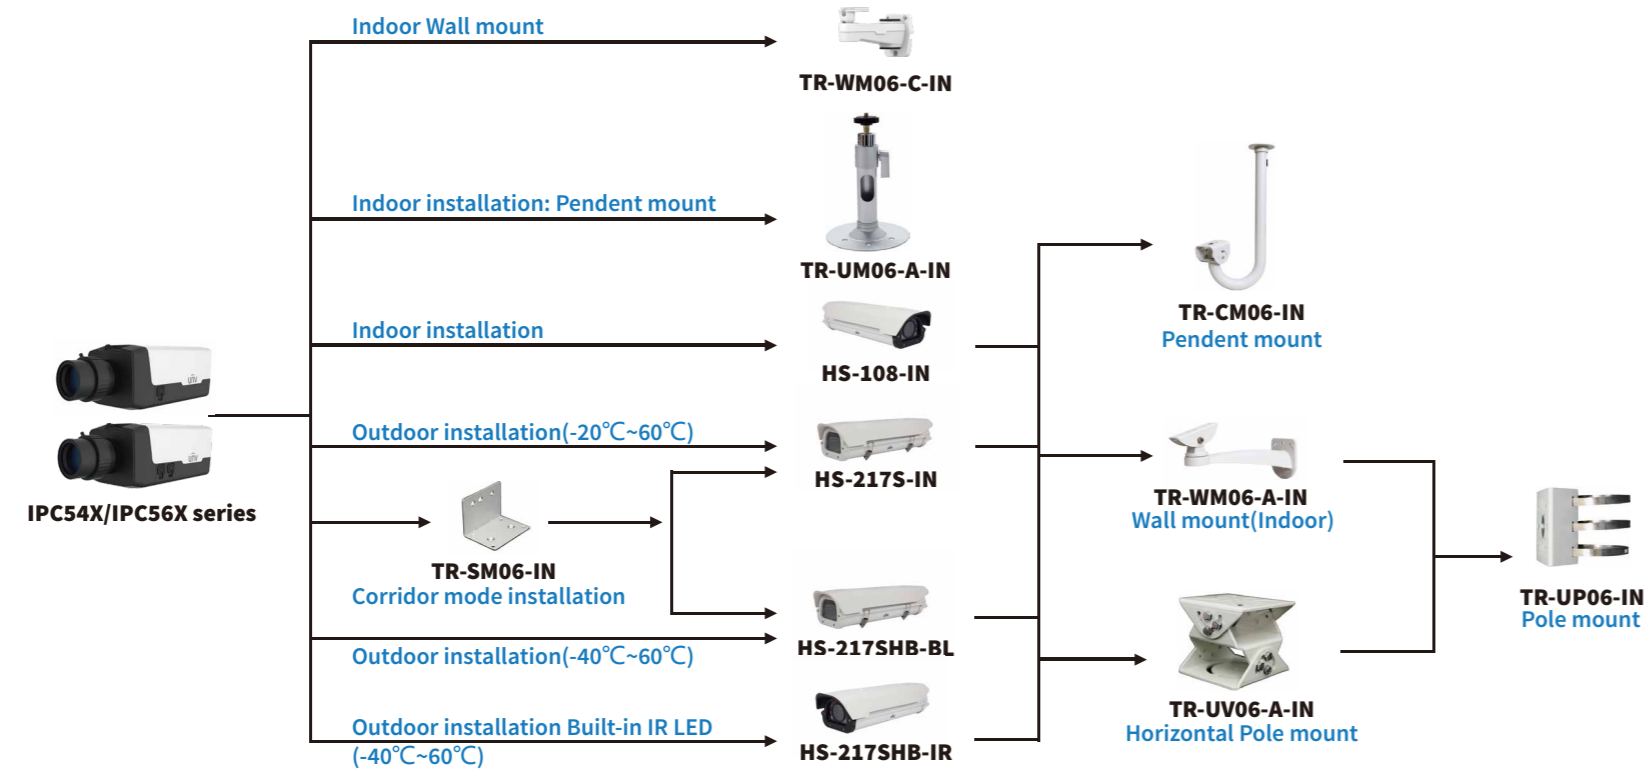 Indoor Wall mount
TR-WM06-C-IN
Indoor installation: Pendent mount
TR-UM06-A-IN
TR-CM06-IN
Pendent mount
Indoor installation
HS-108-IN
unv
unv
IPC54X/IPC56X series
Outdoor installation(-20℃~60℃)
HS-217S-IN
TR-WM06-A-IN
Wall mount(Indoor)
TR-SM06-IN
Corridor mode installation
TR-UP06-IN
Pole mount
Outdoor installation(-40℃~60℃)
HS-217SHB-BL
TR-UV06-A-IN
Horizontal Pole mount
Outdoor installation Built-in IR LED
(-40℃~60℃)
HS-217SHB-IR